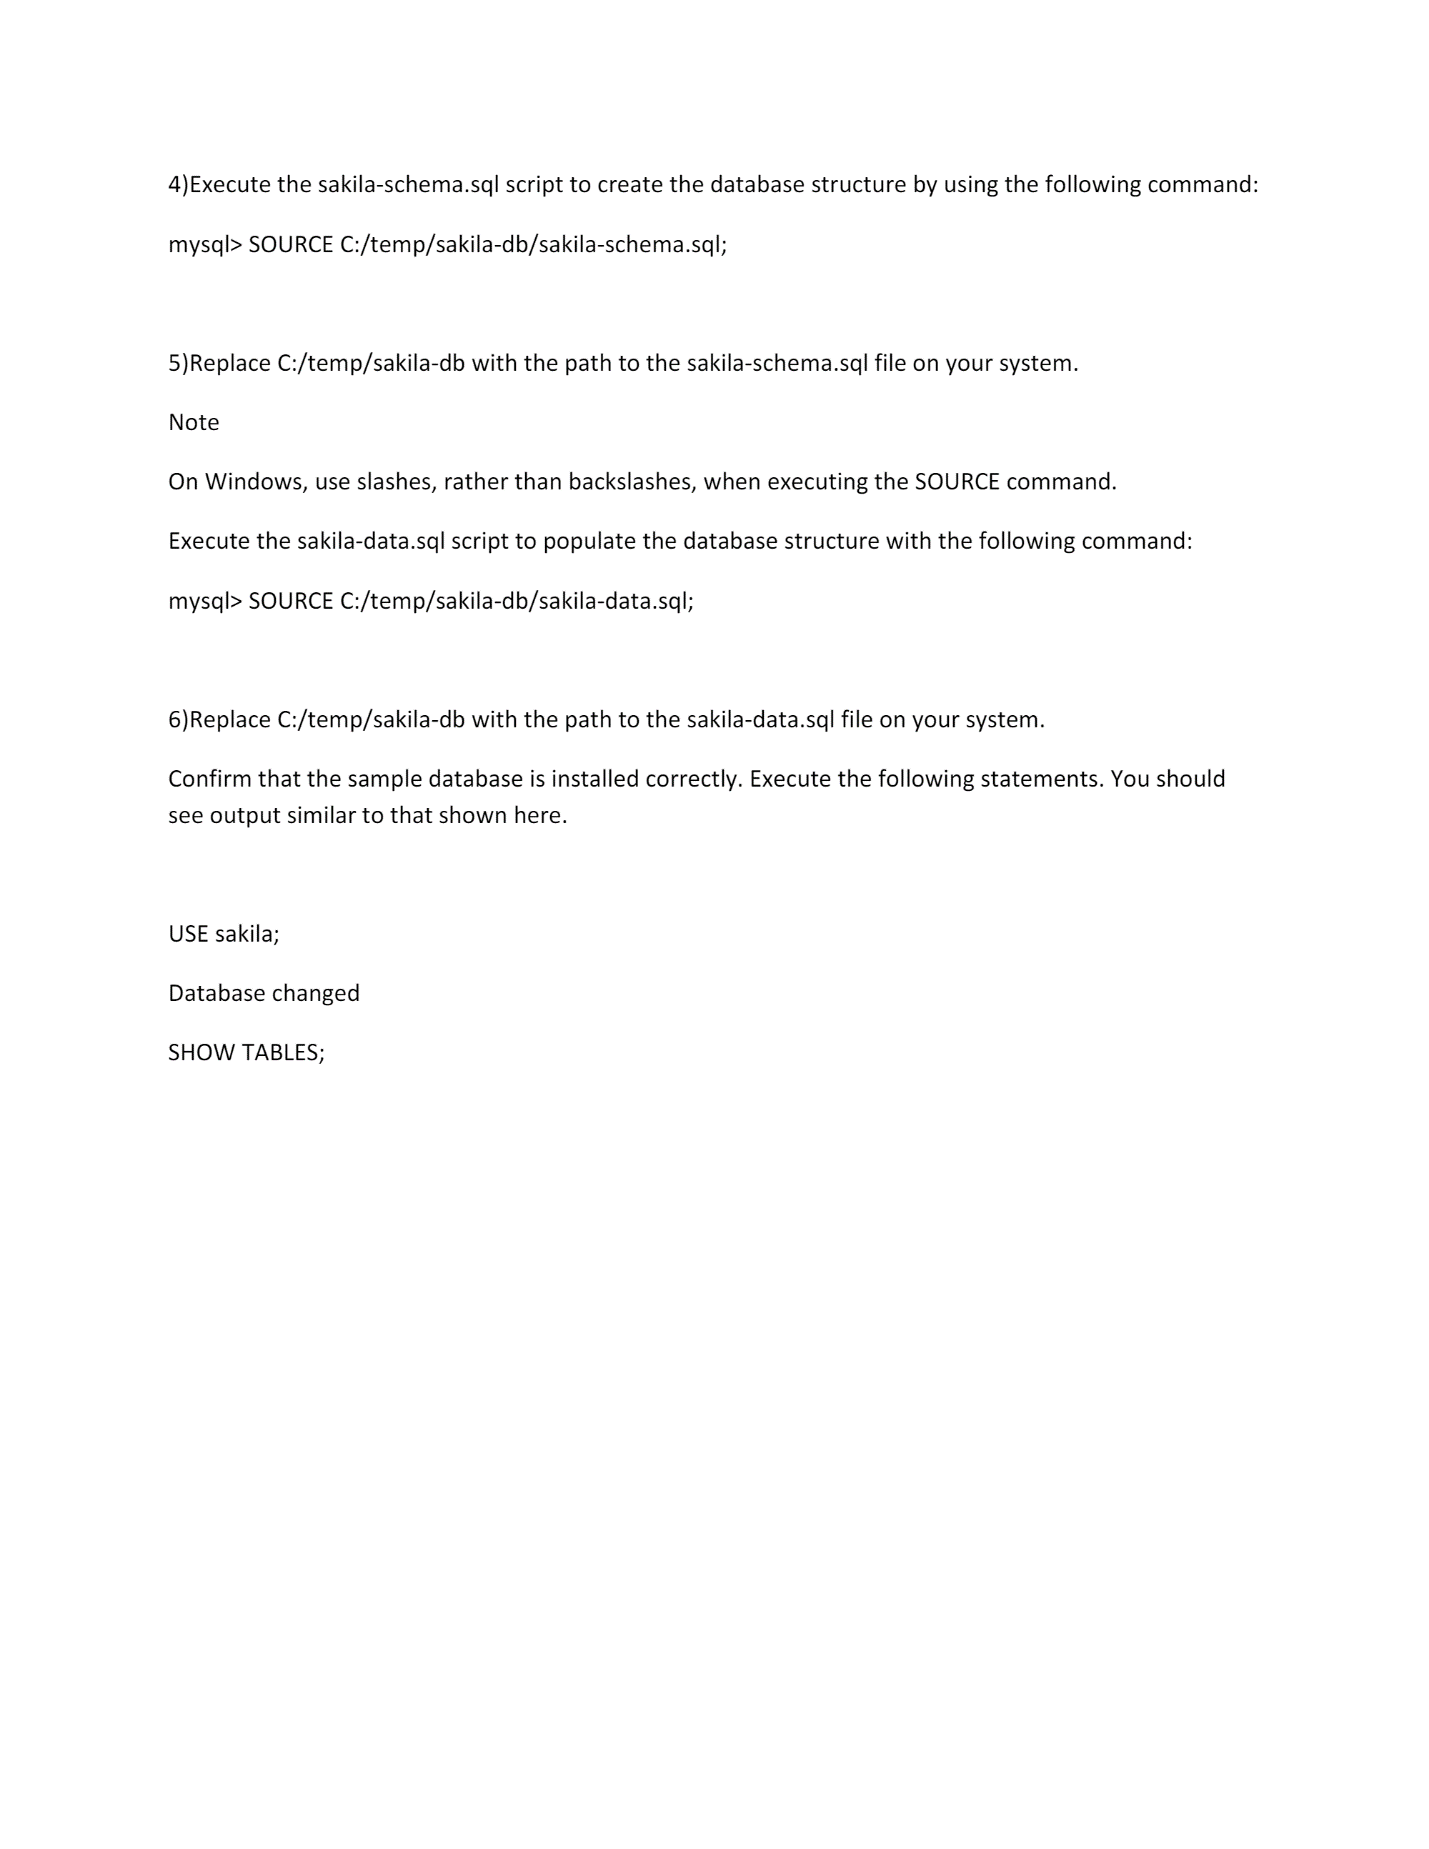 4)Execute the sakila-schema.sql script to create the database structure by using the following command:
mysql> SOURCE C:/temp/sakila-db/sakila-schema.sql;
5)Replace C:/temp/sakila-db with the path to the sakila-schema.sql file on your system.
Note
On Windows, use slashes, rather than backslashes, when executing the SOURCE command.
Execute the sakila-data.sql script to populate the database structure with the following command:
mysql> SOURCE C:/temp/sakila-db/sakila-data.sql;
6)Replace C:/temp/sakila-db with the path to the sakila-data.sql file on your system.
Confirm that the sample database is installed correctly. Execute the following statements. You should
see output similar to that shown here.
USE sakila;
Database changed
SHOW TABLES;